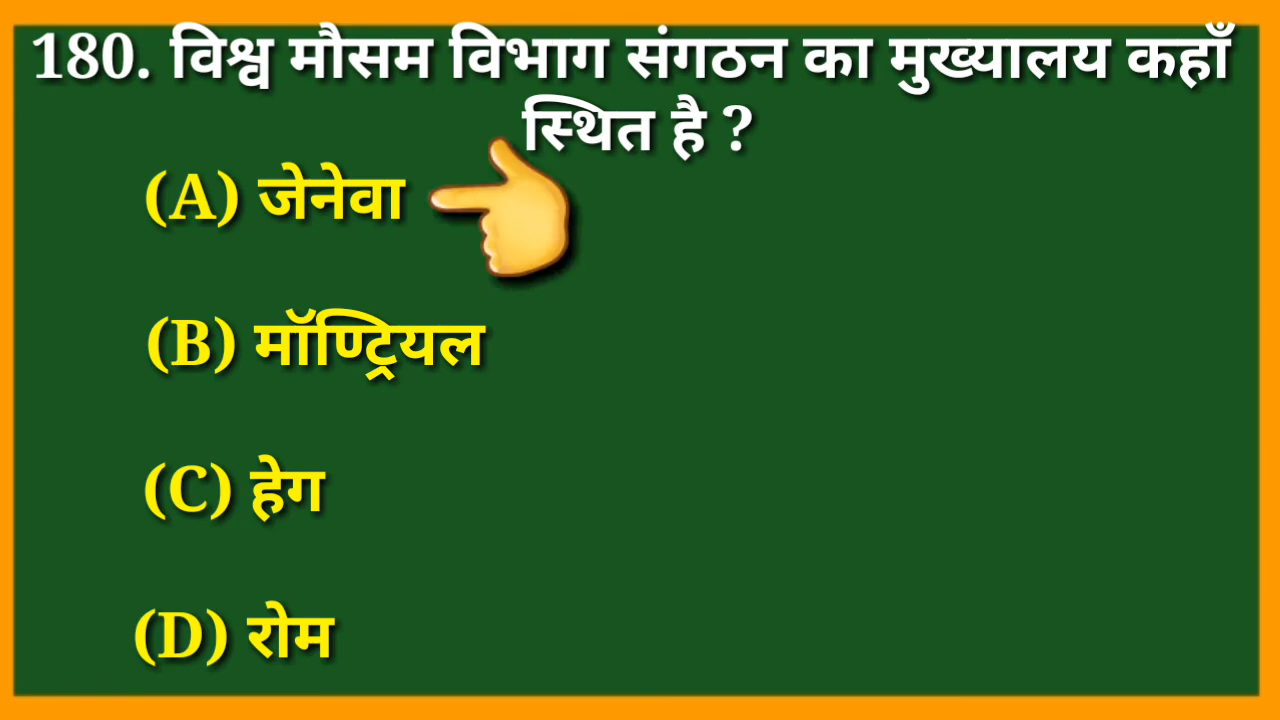 180. विश्व मौसम विभाग संगठन का मुख्यालय कहाँ
स्थित है ?
(A) जेनेवा
(B) मॉण्ट्रियल
(C) हेग
(D) रोम